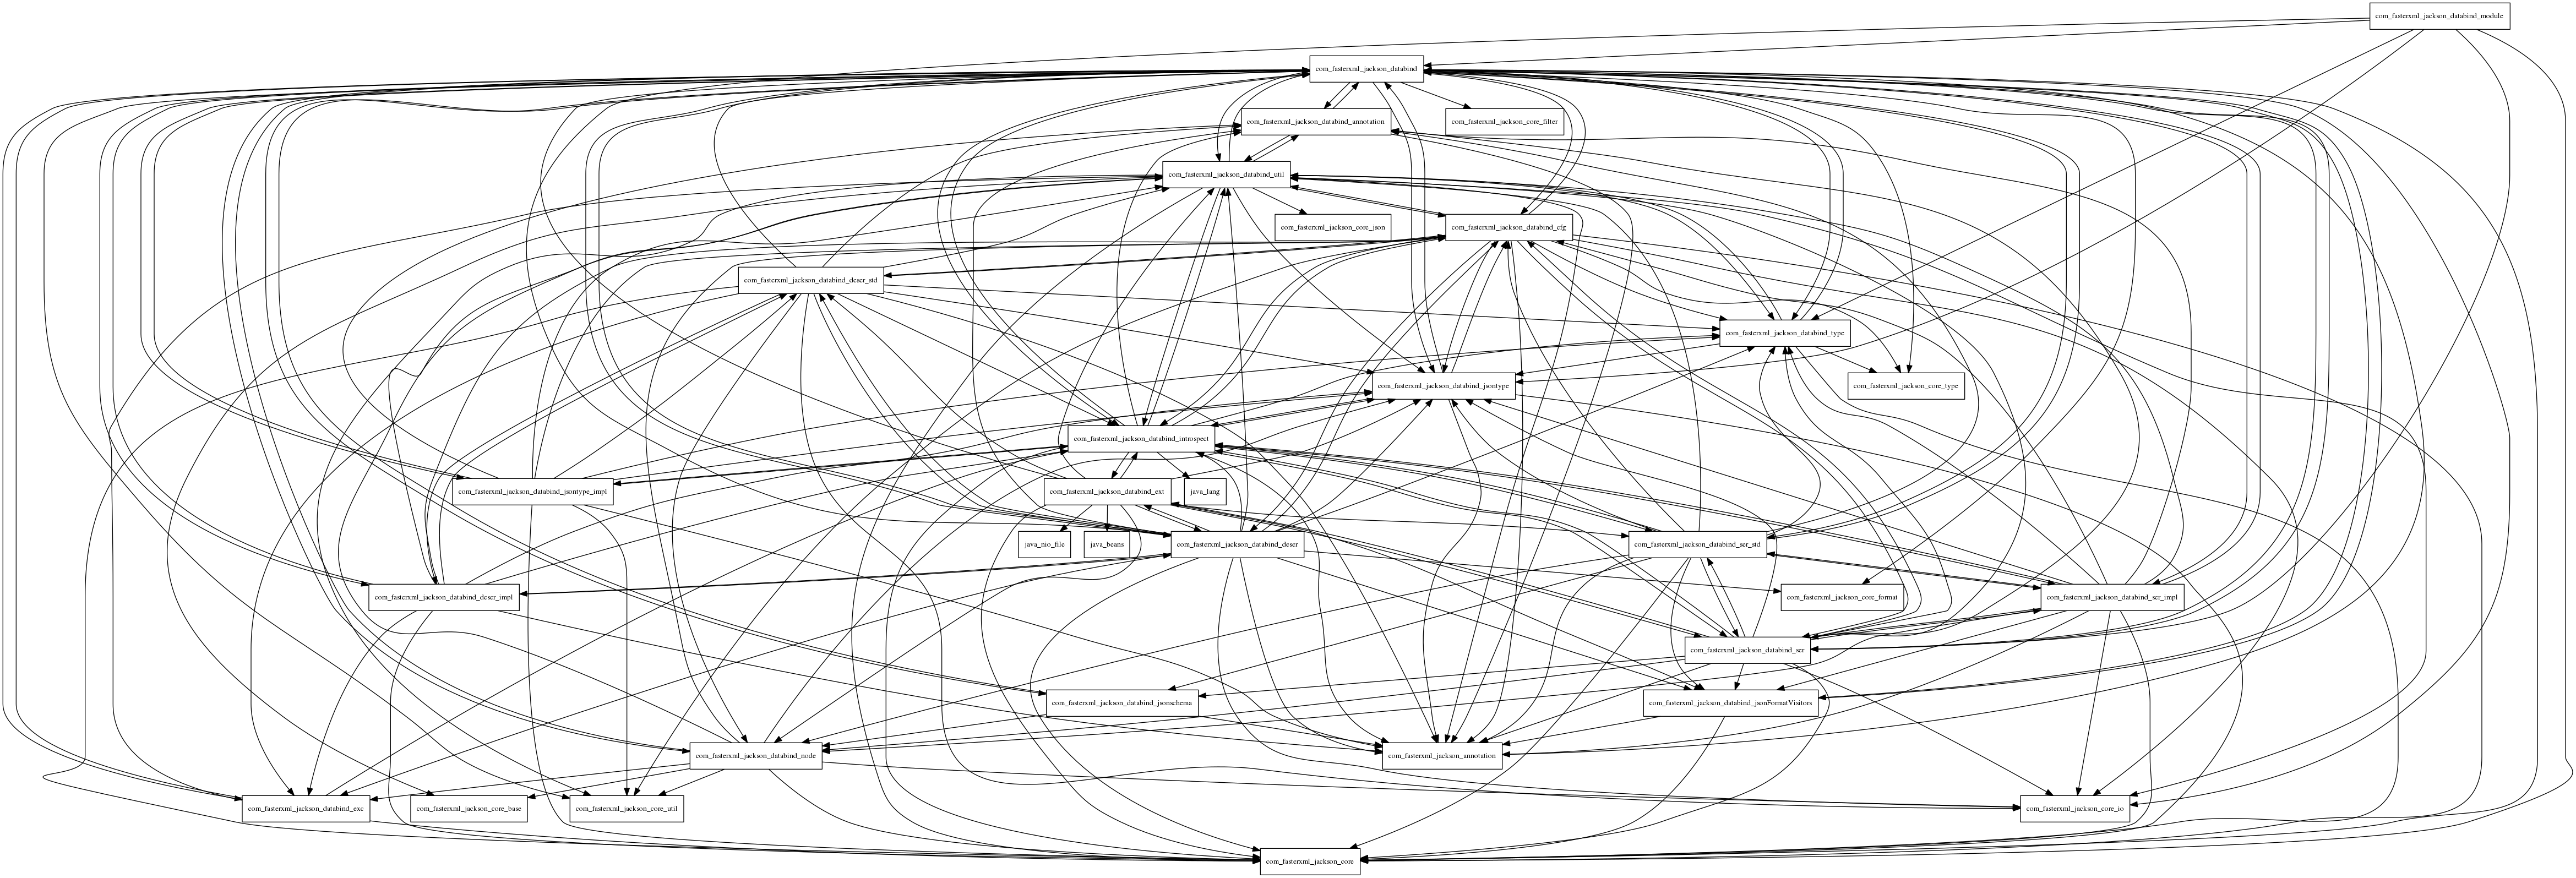 com_fasterxml_jackson_databind_module
com_fasterxml_jackson_databind
com_fasterxml_jackson_databind_annotation
com_fasterxml_jackson_core_filter
com_fasterxml_jackson_databind_util
com_fasterxml_jackson_core_json
com_fasterxml_jackson_databind_cfg
com_fasterxml_jackson_databind_deser_std
com_fasterxml_jackson_databind_type
com_fasterxml_jackson_databind_jsontype
com_fasterxml_jackson_core_type
com_fasterxml_jackson_databind_introspect
com_fasterxml_jackson_databind_jsontype_impl
com_fasterxml_jackson_databind_ext
java_lang
java_nio_file
java_beans
com_fasterxml_jackson_databind_deser
com_fasterxml_jackson_databind_ser_std
com_fasterxml_jackson_databind_deser_impl
com_fasterxml_jackson_core_format
com_fasterxml_jackson_databind_ser_impl
com_fasterxml_jackson_databind_ser
com_fasterxml_jackson_databind_jsonschema
com_fasterxml_jackson_databind_jsonFormatVisitors
com_fasterxml_jackson_databind_node
com_fasterxml_jackson_annotation
com_fasterxml_jackson_databind_exc
com_fasterxml_jackson_core_base
com_fasterxml_jackson_core_util
com_fasterxml_jackson_core_io
com_fasterxml_jackson_core